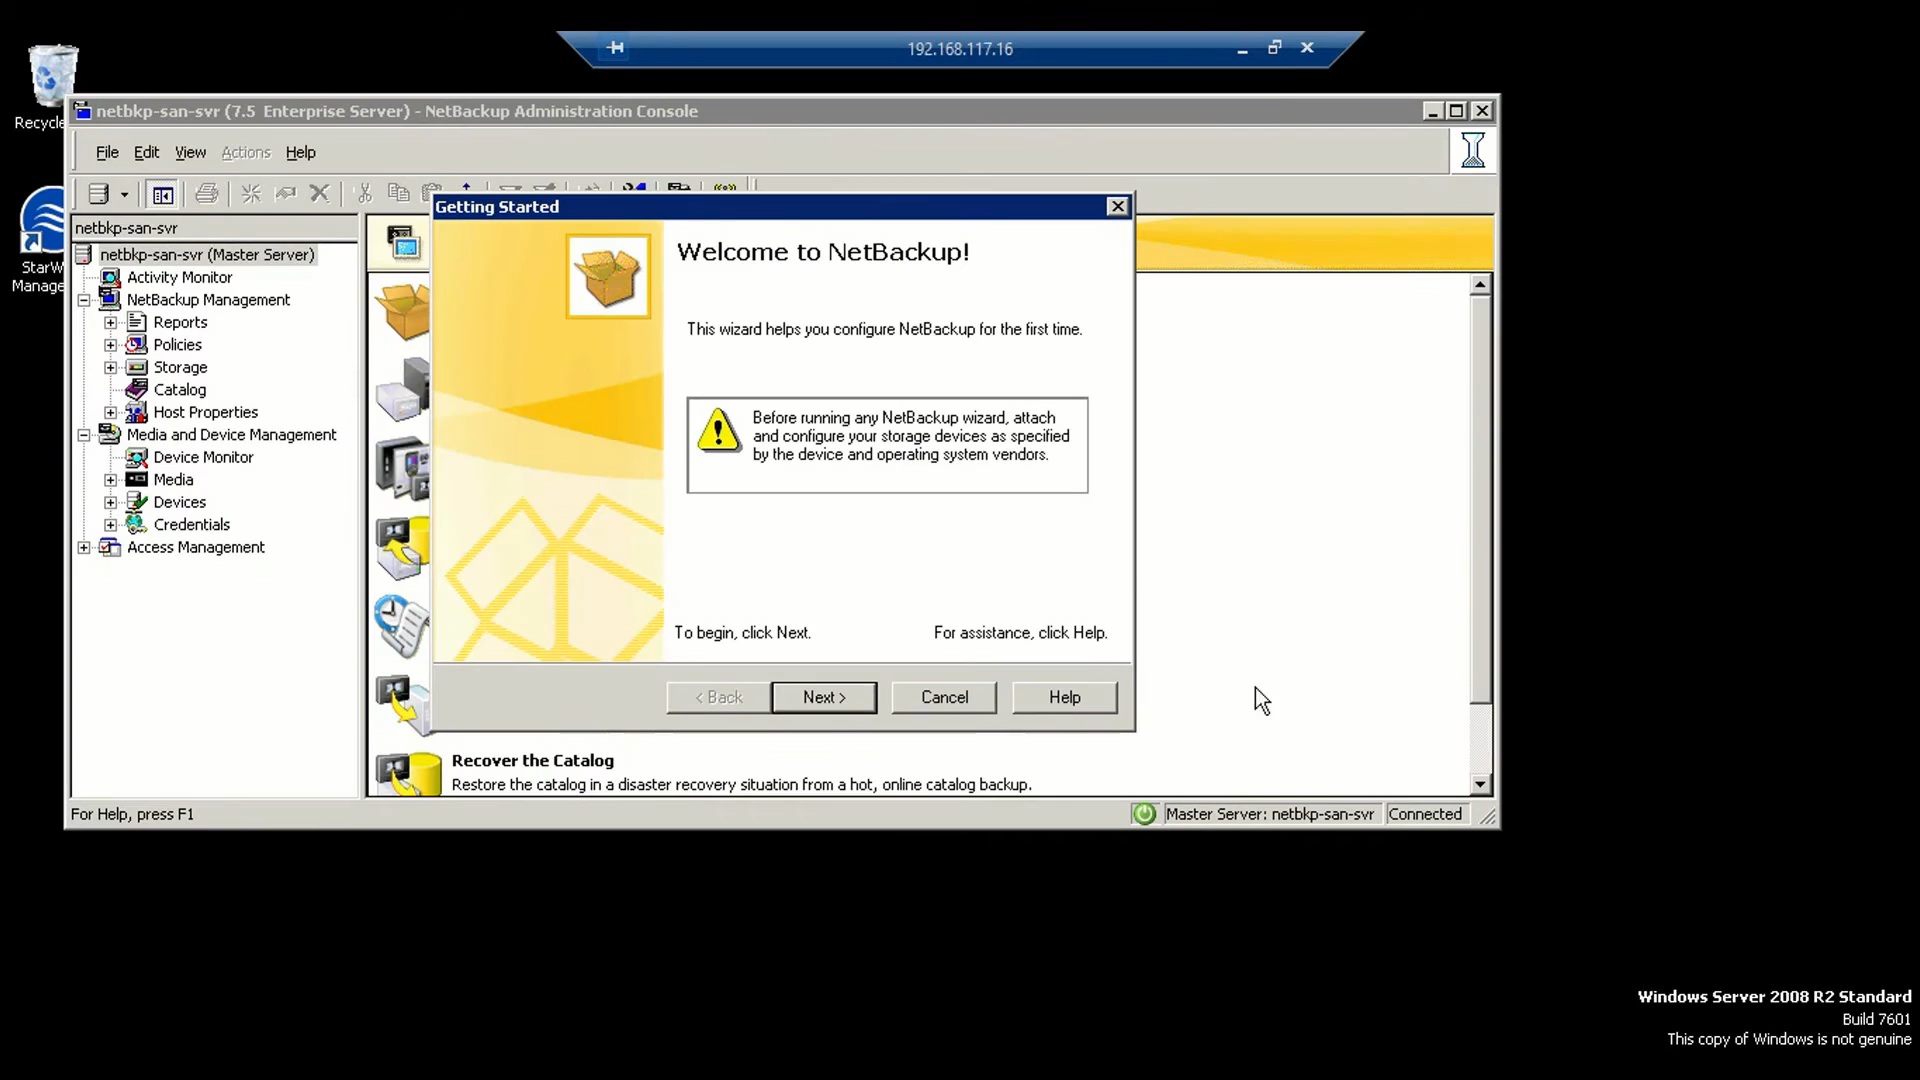 192.168.117.16
Recycle
StarW
Manage
netbkp-san-svr (7.5 Enterprise Server) - NetBackup Administration Console
File Edit View Actions Help
netbkp-san-svr
netbkp-san-svr (Master Server)
Activity Monitor
NetBackup Management
Reports
Policies
Storage
Catalog
Host Properties
Media and Device Management
Device Monitor
Media
Devices
Credentials
Access Management
Getting Started
Welcome to NetBackup!
This wizard helps you configure NetBackup for the first time.
Before running any NetBackup wizard, attach
and configure your storage devices as specified
by the device and operating system vendors.
To begin, click Next. For assistance, click Help.
< Back Next > Cancel Help
Recover the Catalog
Restore the catalog in a disaster recovery situation from a hot, online catalog backup.
For Help, press F1
Master Server: netbkp-san-svr Connected
Windows Server 2008 R2 Standard
Build 7601
This copy of Windows is not genuine